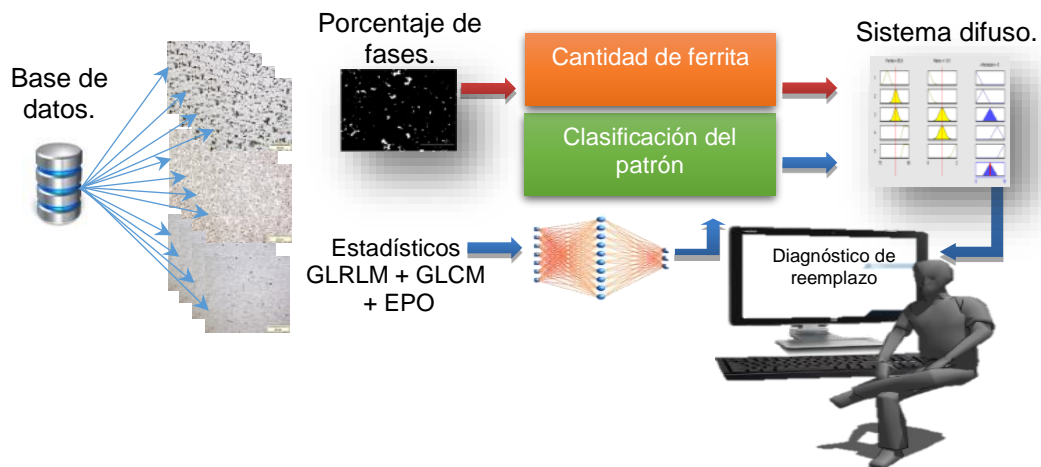 Base de
datos.
Porcentaje de
fases.
Cantidad de ferrita
Clasificación del
patrón
Sistema difuso.
Estadísticos
GLRLM + GLCM
+ EPO
Diagnóstico de
reemplazo